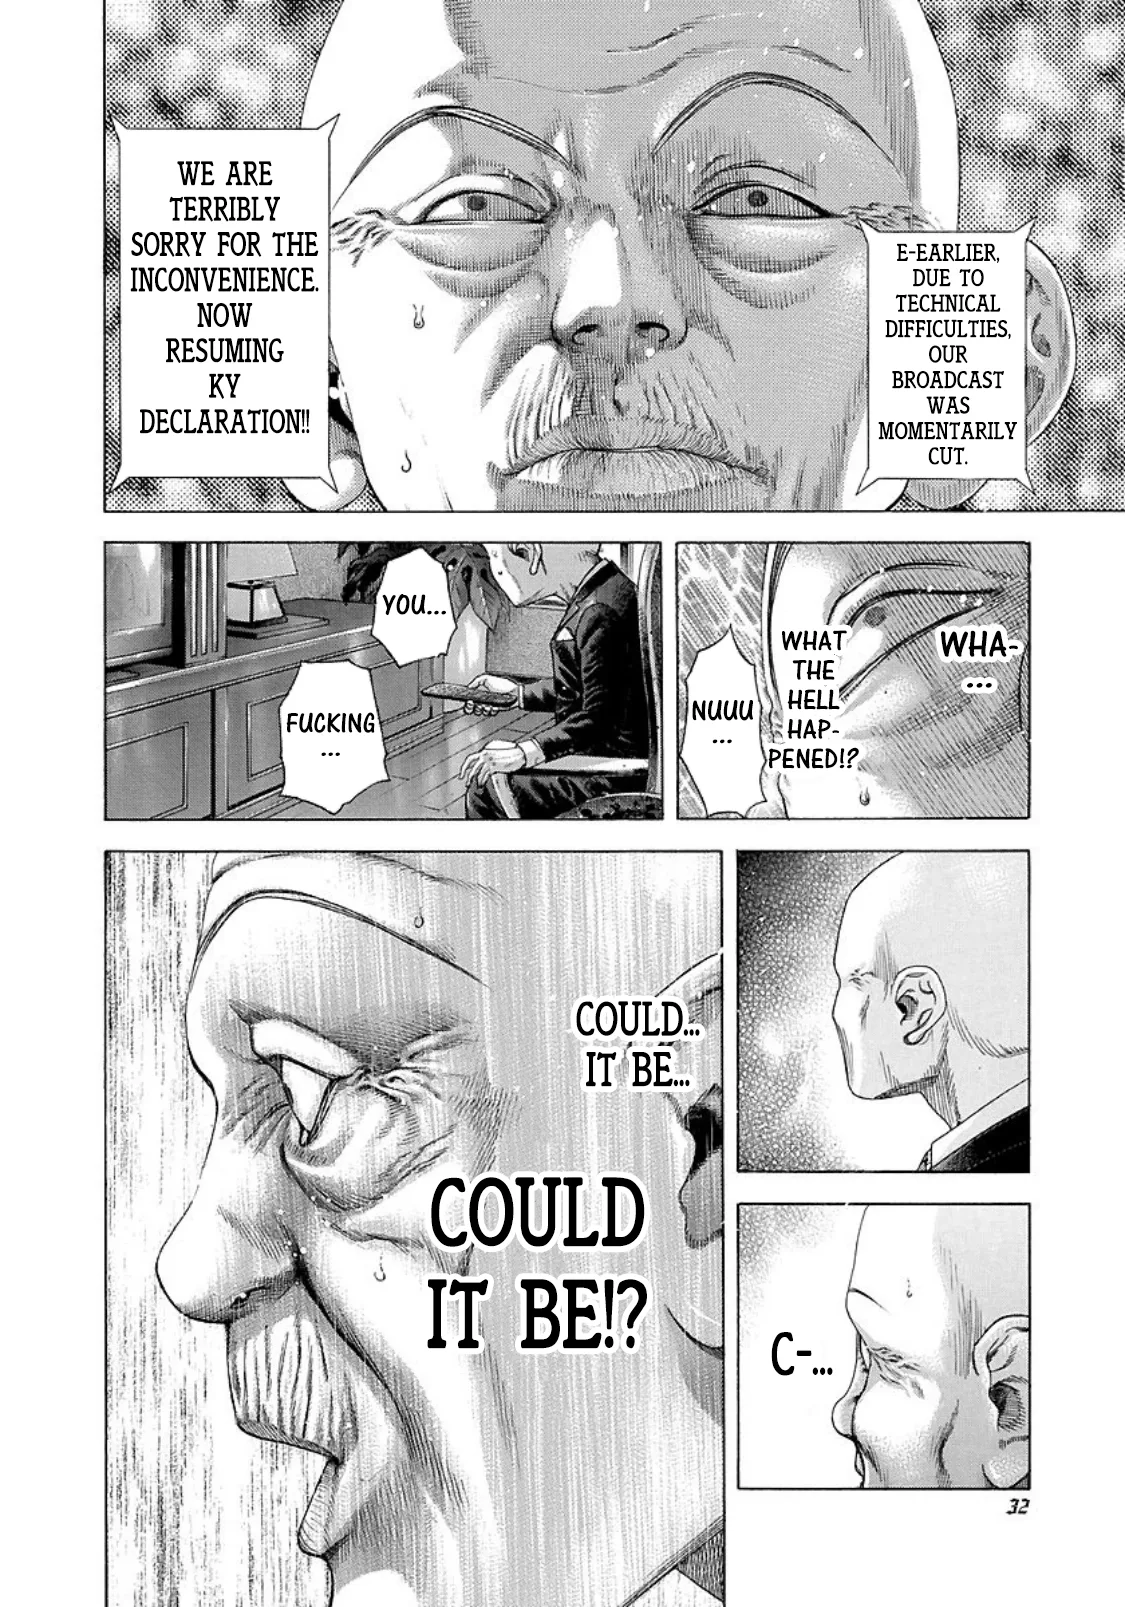 E-EARLIER,
DUE TO
TECHNICAL
DIFFICULTIES,
OUR
BROADCAST
WAS
MOMENTARILY
CUT.
WE ARE
TERRIBLY
SORRY FOR THE
INCONVENIENCE.
NOW
RESUMING
KY
DECLARATION!!
WHA-
...
WHAT
THE
HELL
HAP-
PENED!?
NUUU
...
YOU...
FUCKING
...
C-...
COULD...
IT BE...
COULD
IT BE!?
32